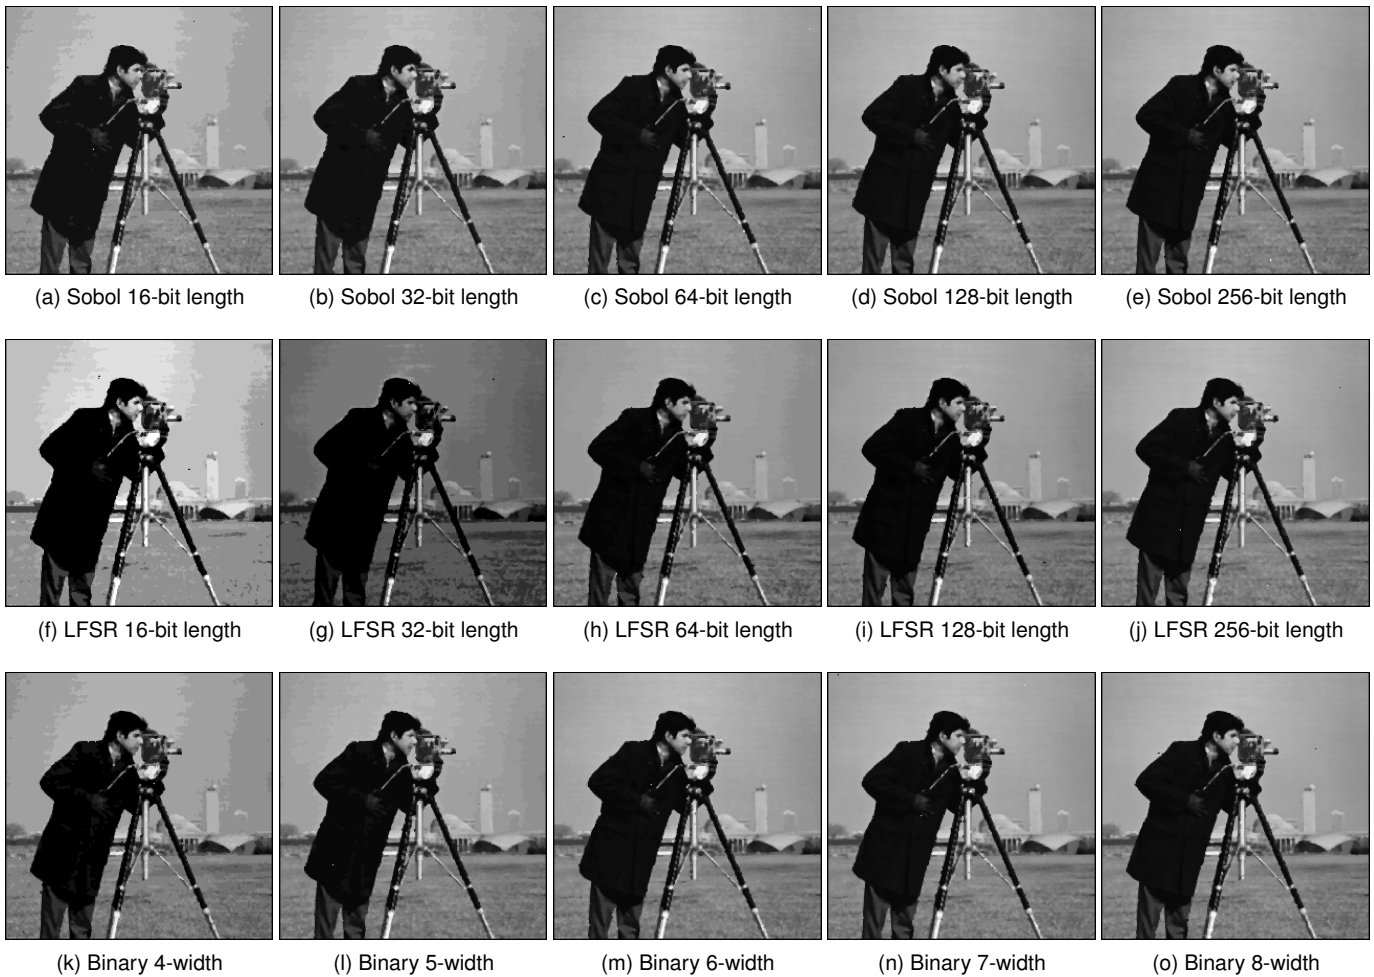 (a) Sobol 16-bit length
(b) Sobol 32-bit length
(c) Sobol 64-bit length
(d) Sobol 128-bit length
(e) Sobol 256-bit length
(f) LFSR 16-bit length
(g) LFSR 32-bit length
(h) LFSR 64-bit length
(i) LFSR 128-bit length
(j) LFSR 256-bit length
(k) Binary 4-width
(l) Binary 5-width
(m) Binary 6-width
(n) Binary 7-width
(o) Binary 8-width